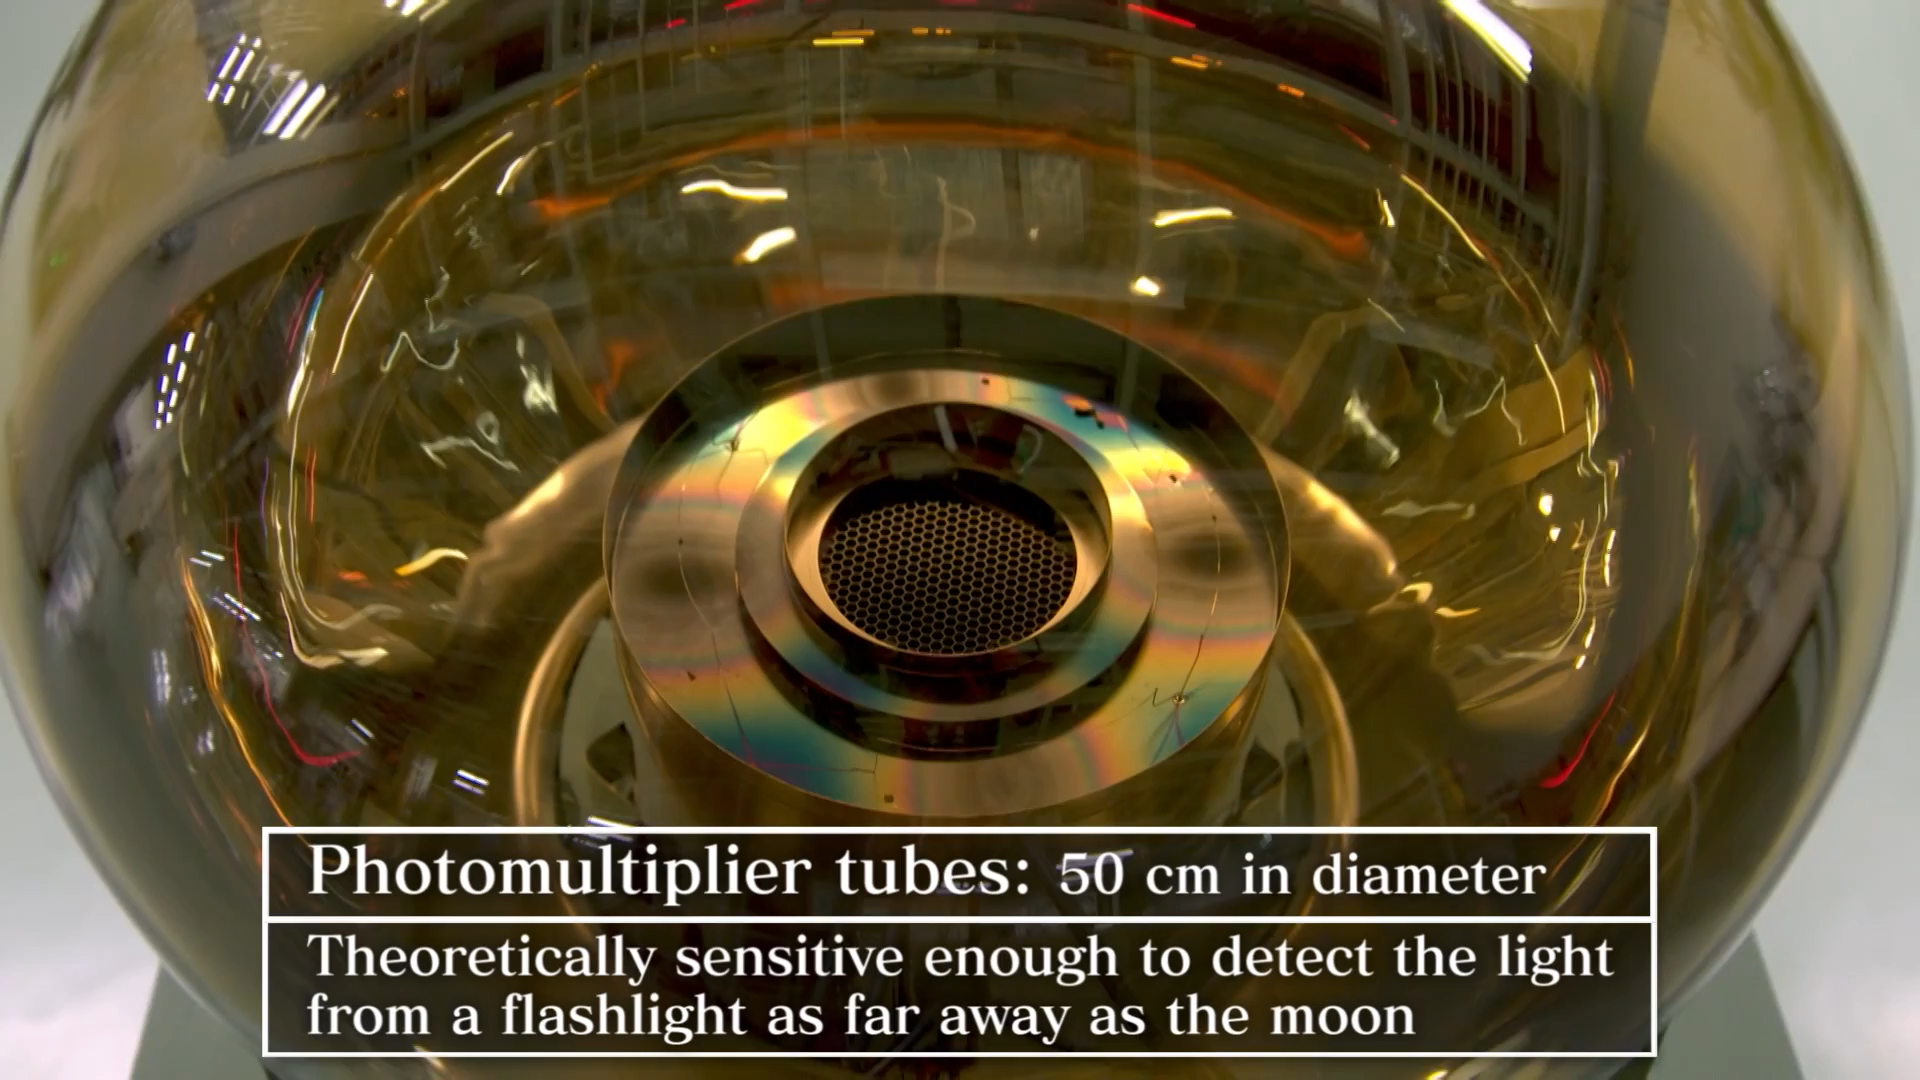 Photomultiplier tubes: 50 cm in diameter
Theoretically sensitive enough to detect the light
from a flashlight as far away as the moon